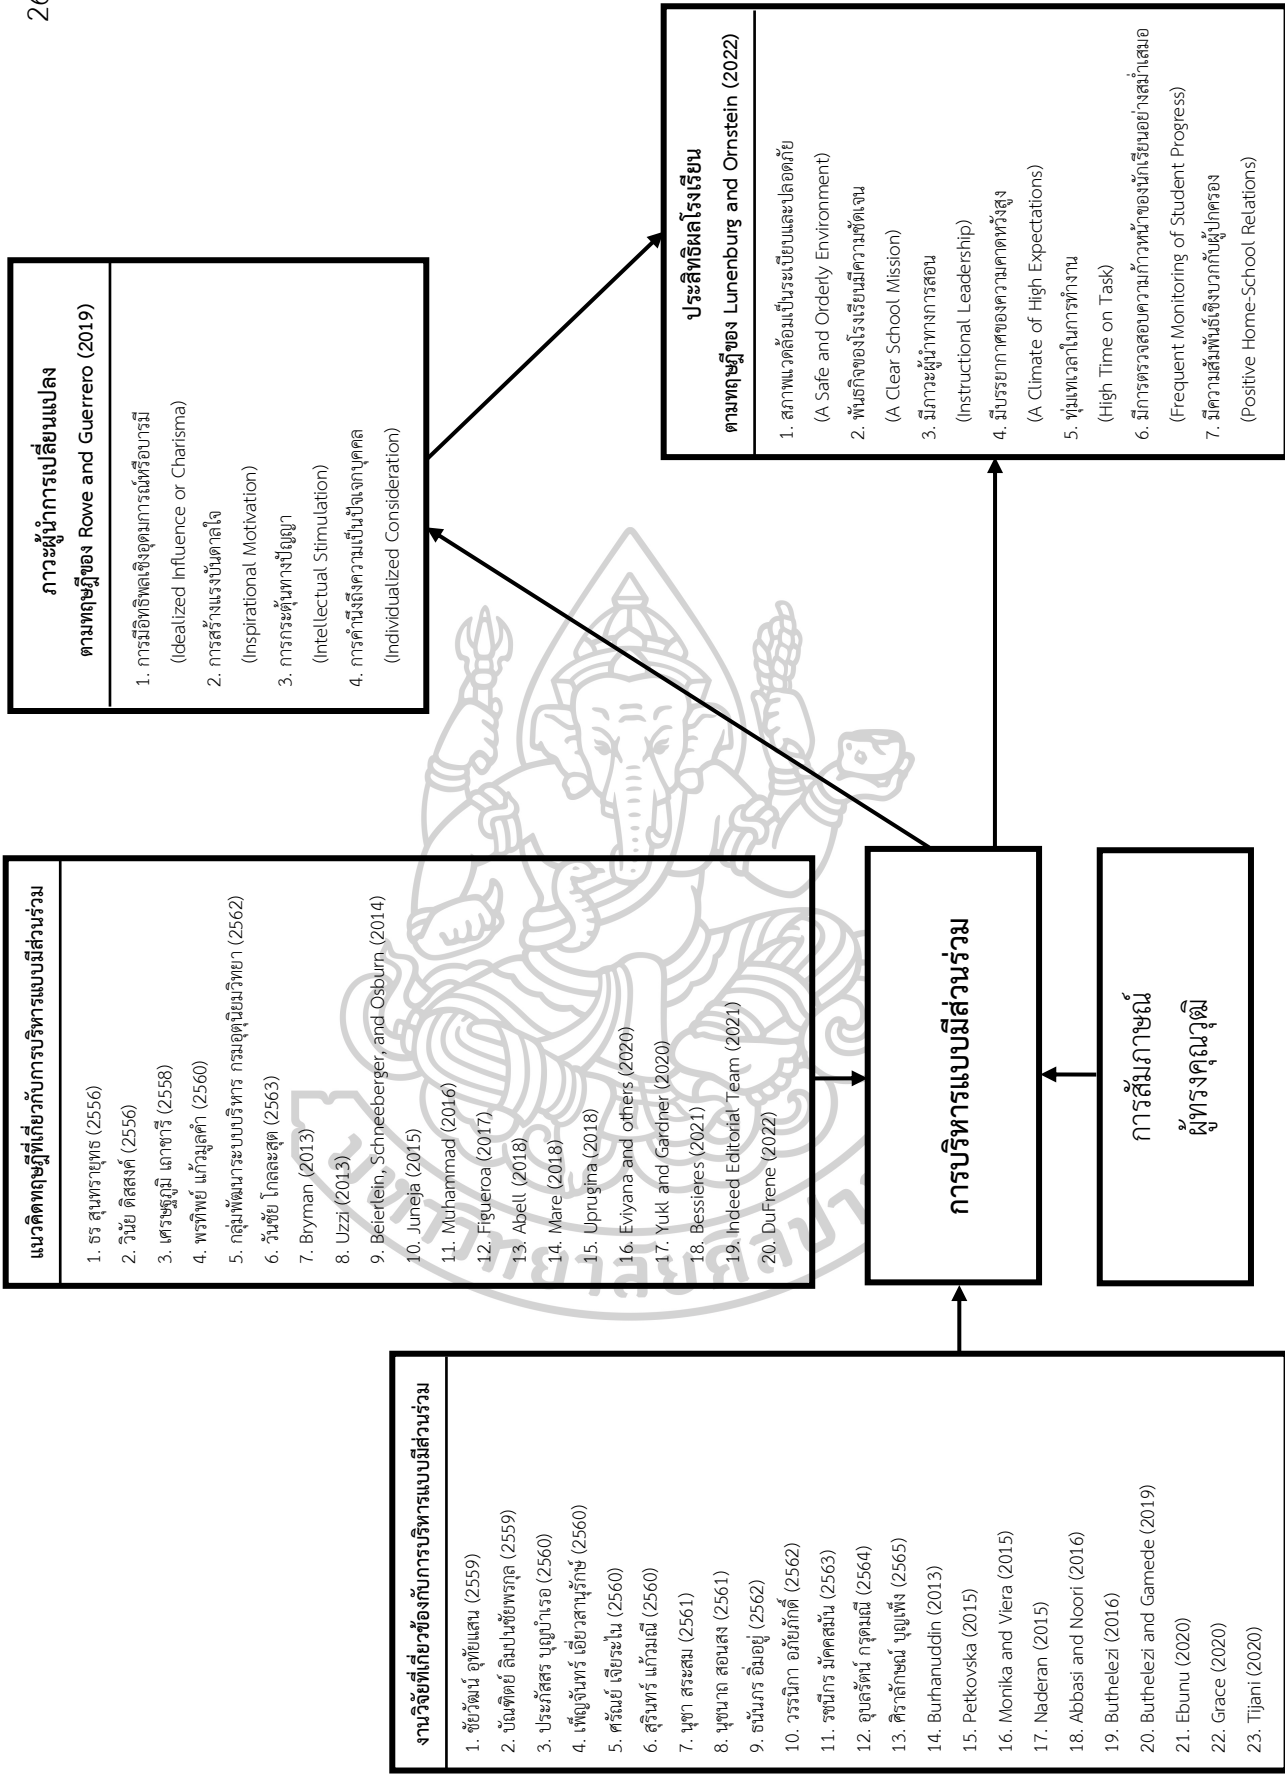 26
งานวิจัยที่เกี่ยวข้องกับการบริหารแบบมีส่วนร่วม
1. ชัยวัฒน์ อุทัยแสน (2559)
2. บัณฑิตย์ ลิมปนชัยพรกุล (2559)
3. ประภัสสร บุญบำเรอ (2560)
4. เพ็ญจันทร์ เอี่ยวสานุรักษ์ (2560)
5. ศรัณย์ เจียระไน (2560)
6. สุรินทร์ แก้วมณี (2560)
7. นุชา สระสม (2561)
8. นุชนาถ สอนสง (2561)
9. ธนันภร อิ่มอยู่ (2562)
10. วรรนิกา อภัยภักดิ์ (2562)
11. รชนีกร มัคคสมัน (2563)
12. อุบลรัตน์ กรุดมณี (2564)
13. ศิราลักษณ์ บุญเพ็ง (2565)
14. Burhanuddin (2013)
15. Petkovska (2015)
16. Monika and Viera (2015)
17. Naderan (2015)
18. Abbasi and Noori (2016)
19. Buthelezi (2016)
20. Buthelezi and Gamede (2019)
21. Ebunu (2020)
22. Grace (2020)
23. Tijani (2020)
แนวคิดทฤษฎีที่เกี่ยวกับการบริหารแบบมีส่วนร่วม
1. ธร สุนทรายุทธ (2556)
2. วินัย ดิสสงค์ (2556)
3. เศรษฐภูมิ เถาชารี (2558)
4. พรทิพย์ แก้วมูลคำ (2560)
5. กลุ่มพัฒนาระบบบริหาร กรมอุตุนิยมวิทยา (2562)
6. วันชัย โกลละสุต (2563)
7. Bryman (2013)
8. Uzzi (2013)
9. Beierlein, Schneeberger, and Osburn (2014)
10. Juneja (2015)
11. Muhammad (2016)
12. Figueroa (2017)
13. Abell (2018)
14. Mare (2018)
15. Uprugina (2018)
16. Eviyana and others (2020)
17. Yukl and Gardner (2020)
18. Bessieres (2021)
19. Indeed Editorial Team (2021)
20. DuFrene (2022)
การบริหารแบบมีส่วนร่วม
การสัมภาษณ์
ผู้ทรงคุณวุฒิ
ภาวะผู้นำการเปลี่ยนแปลง
ตามทฤษฎีของ Rowe and Guerrero (2019)
1. การมีอิทธิพลเชิงอุดมการณ์หรือบารมี
(Idealized Influence or Charisma)
2. การสร้างแรงบันดาลใจ
(Inspirational Motivation)
3. การกระตุ้นทางปัญญา
(Intellectual Stimulation)
4. การคำนึงถึงความเป็นปัจเจกบุคคล
(Individualized Consideration)
ประสิทธิผลโรงเรียน
ตามทฤษฎีของ Lunenburg and Ornstein (2022)
1. สภาพแวดล้อมเป็นระเบียบและปลอดภัย
(A Safe and Orderly Environment)
2. พันธกิจของโรงเรียนมีความชัดเจน
(A Clear School Mission)
3. มีภาวะผู้นำทางการสอน
(Instructional Leadership)
4. มีบรรยากาศของความคาดหวังสูง
(A Climate of High Expectations)
5. ทุ่มเทเวลาในการทำงาน
(High Time on Task)
6. มีการตรวจสอบความก้าวหน้าของนักเรียนอย่างสม่ำเสมอ
(Frequent Monitoring of Student Progress)
7. มีความสัมพันธ์เชิงบวกกับผู้ปกครอง
(Positive Home-School Relations)